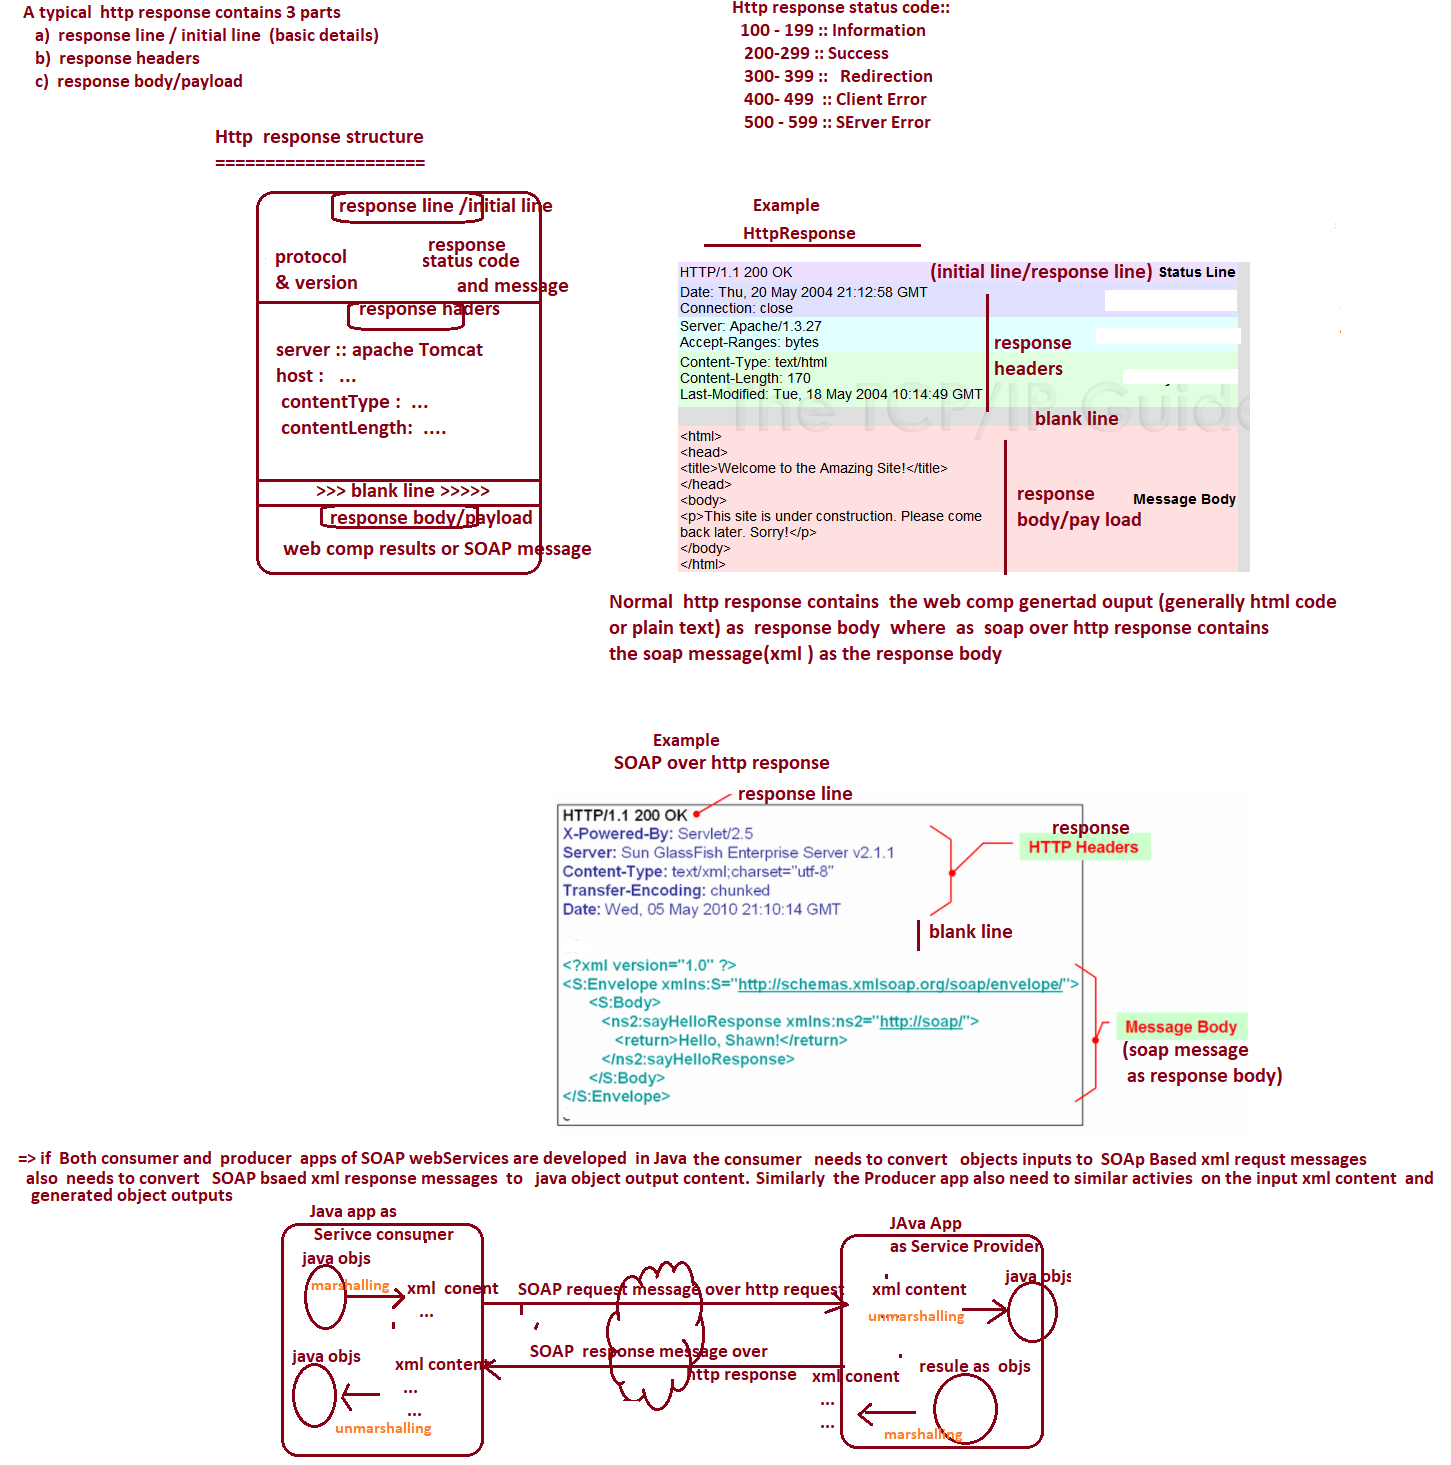 A typical  http response contains 3 parts
a)  response line / initial line  (basic details)
b)  response headers
c)  response body/payload
Http response status code::
100 - 199 :: Information
200-299 :: Success
300- 399 ::   Redirection
400- 499  :: Client Error
500 - 599 :: SErver Error
Http  response structure
=====================
response line /initial line
protocol
& version
response
status code
and message
response haders
server :: apache Tomcat
host :   ...
contentType :  ...
contentLength:  ....
>>> blank line >>>>>
response body/payload
web comp results or SOAP message
Example
HttpResponse
HTTP/1.1 200 OK
(initial line/response line)
Status Line
Date: Thu, 20 May 2004 21:12:58 GMT
Connection: close
Server: Apache/1.3.27
Accept-Ranges: bytes
Content-Type: text/html
Content-Length: 170
Last-Modified: Tue, 18 May 2004 10:14:49 GMT
response
headers
The TCP/IP Guide
blank line
<html>
<head>
<title>Welcome to the Amazing Site!</title>
</head>
<body>
<p>This site is under construction. Please come
back later. Sorry!</p>
</body>
</html>
response
body/pay load
Message Body
Normal  http response contains  the web comp genertad ouput (generally html code
or plain text) as  response body  where  as  soap over http response contains
the soap message(xml ) as the response body
Example
SOAP over http response
response line
HTTP/1.1 200 OK
X-Powered-By: Servlet/2.5
Server: Sun GlassFish Enterprise Server v2.1.1
Content-Type: text/xml;charset="utf-8"
Transfer-Encoding: chunked
Date: Wed, 05 May 2010 21:10:14 GMT
response
HTTP Headers
blank line
<?xml version="1.0" ?>
<S:Envelope xmlns:S="http://schemas.xmlsoap.org/soap/envelope/">
<S:Body>
<ns2:sayHelloResponse xmlns:ns2="http://soap/">
<return>Hello, Shawn!</return>
</ns2:sayHelloResponse>
</S:Body>
</S:Envelope>
Message Body
(soap message
as response body)
=> if  Both consumer and  producer  apps of SOAP webServices are developed  in Java the consumer   needs to convert   objects inputs to  SOAp Based xml requst messages
also  needs to convert   SOAP bsaed xml response messages  to   java object output content.  Similarly  the Producer app also need to similar activies  on the input xml content  and
generated object outputs
Java app as
Serivce consumer
java objs
marshalling
xml  conent
...
SOAP request message over http request
JAva App
as Service Provider
xml content
unmarshalling
java objs
java objs
xml content
...
...
unmarshalling
SOAP  response message over
http response
xml conent
...
...
resule as  objs
marshalling